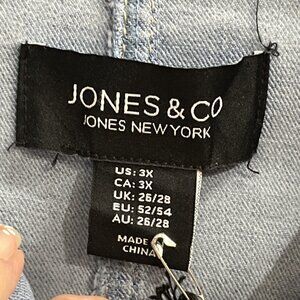 JONES & CO
JONES NEW YORK
US: 3X
CA: 3X
UK: 26/28
EU: 52/54
AU: 26/28
MADE
CHINA